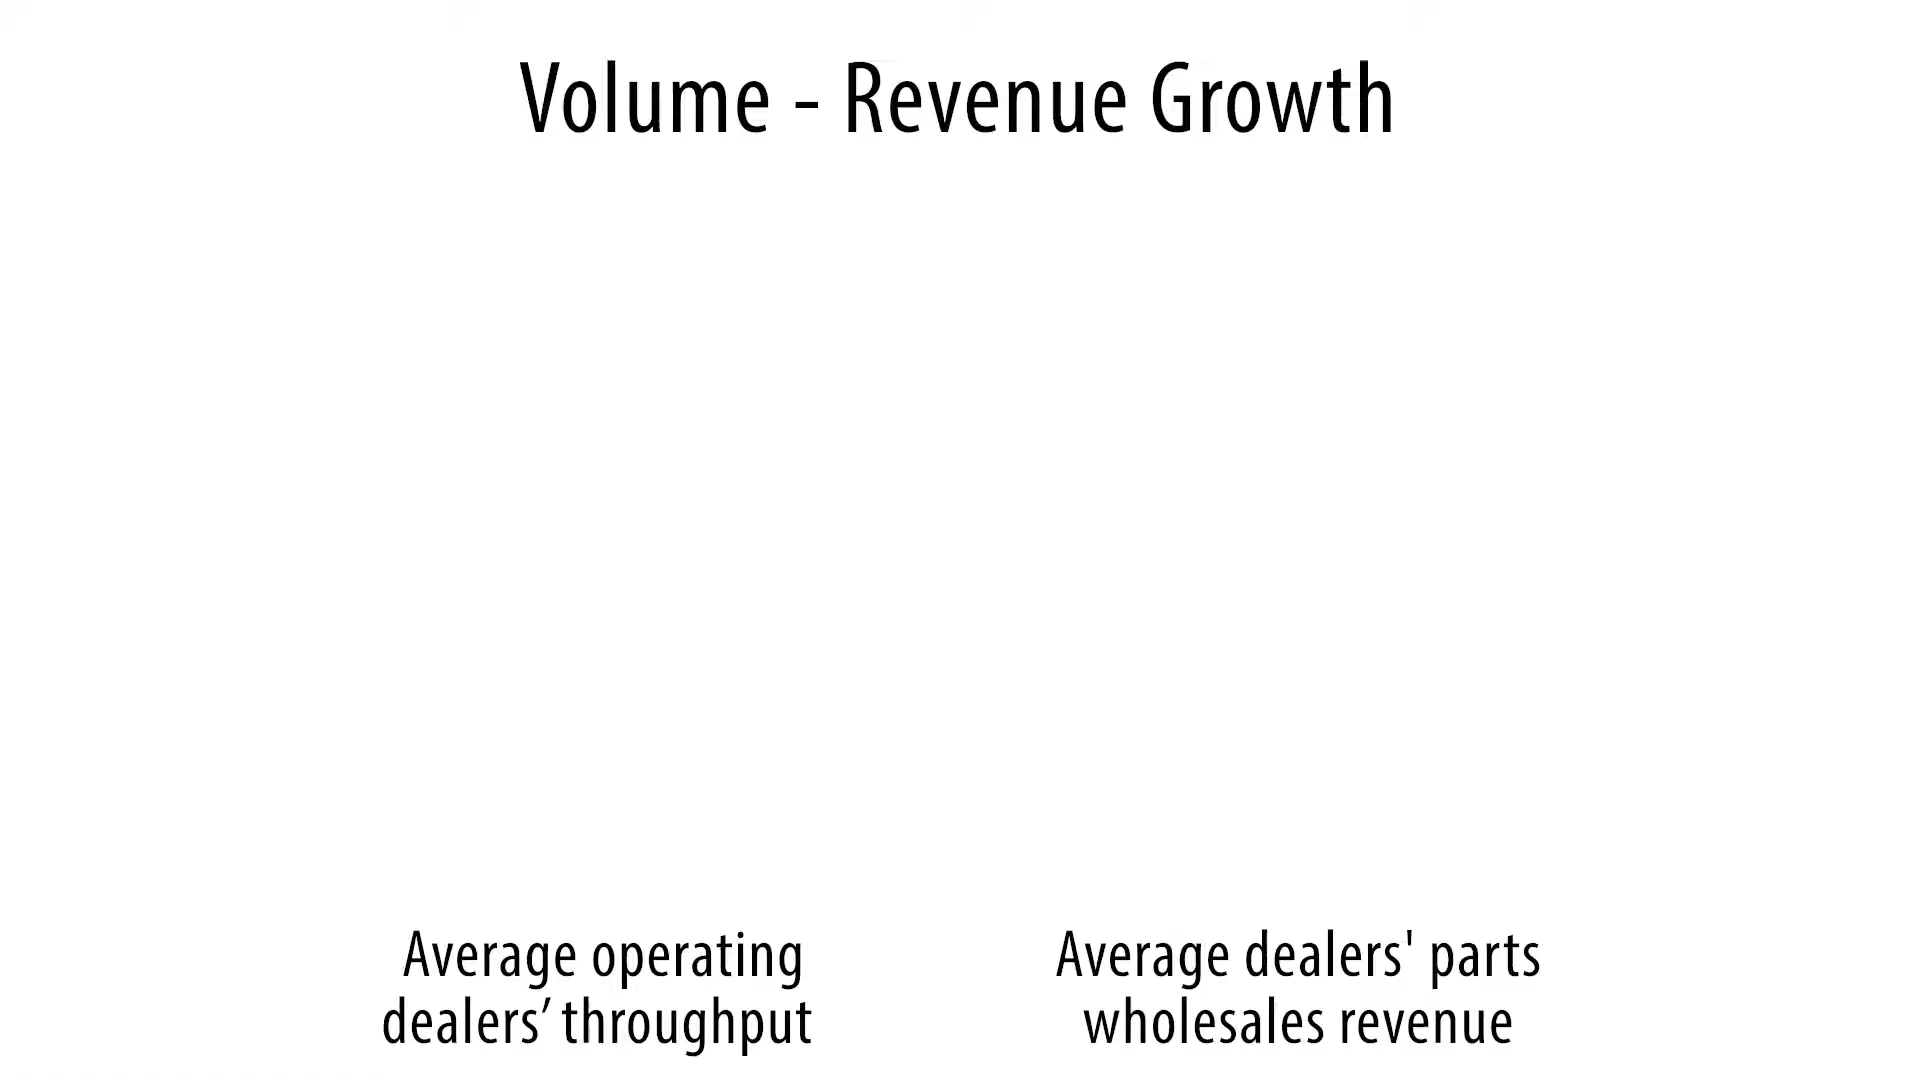 Volume - Revenue Growth
Average operating
dealers’ throughput
Average dealers' parts
wholesales revenue